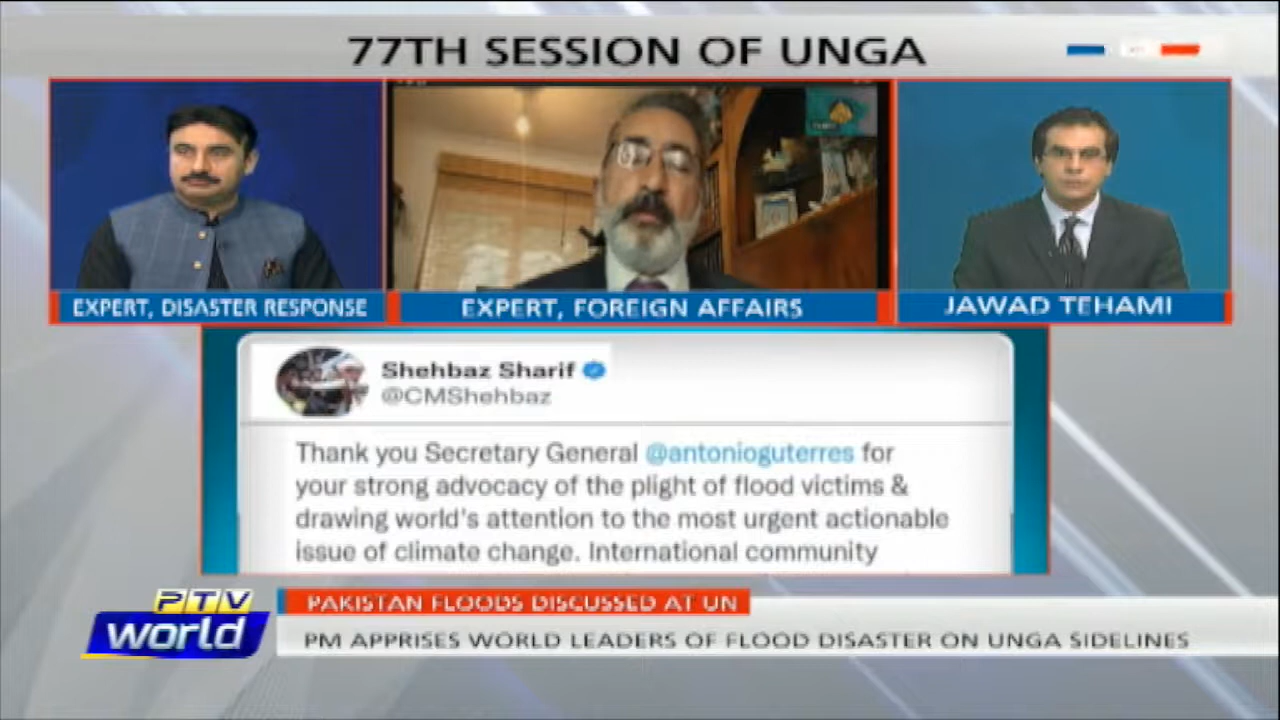 77TH SESSION OF UNGA
EXPERT, DISASTER RESPONSE
EXPERT, FOREIGN AFFAIRS
JAWAD TEHAMI
Shehbaz Sharif
@CMShehbaz
Thank you Secretary General @antonioguterres for
your strong advocacy of the plight of flood victims &
drawing world's attention to the most urgent actionable
issue of climate change. International community
PTV
world
PAKISTAN FLOODS DISCUSSED AT UN
PM APPRISES WORLD LEADERS OF FLOOD DISASTER ON UNGA SIDELINES